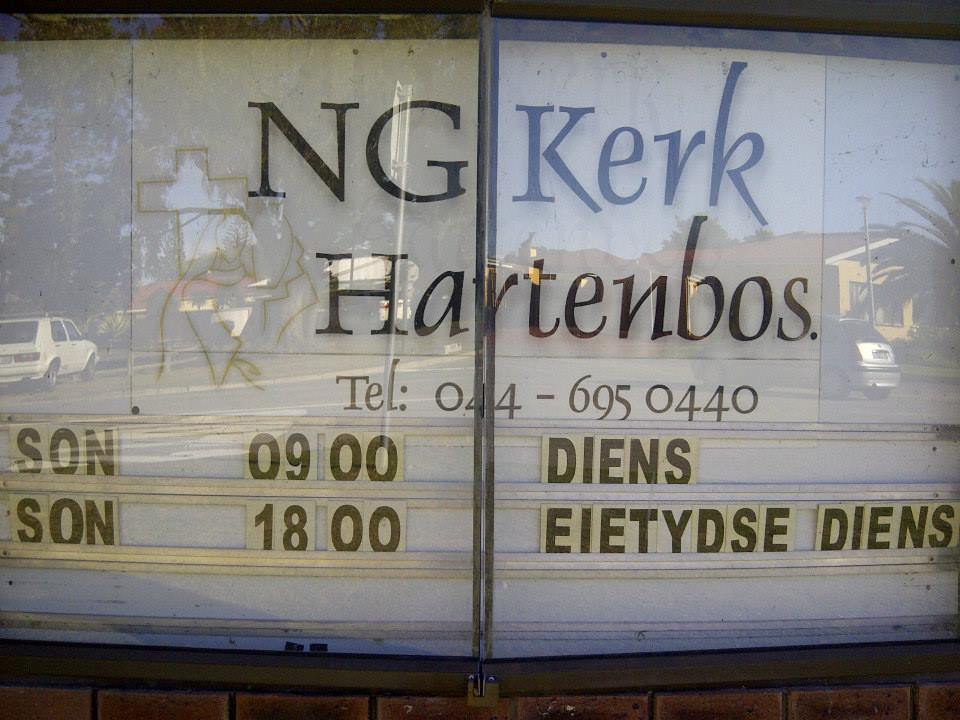 NG Kerk
Hartenbos.
Tel: 044 - 695 0440
SON 09 00 DIENS
SON 18 00 EIETYDSE DIENS